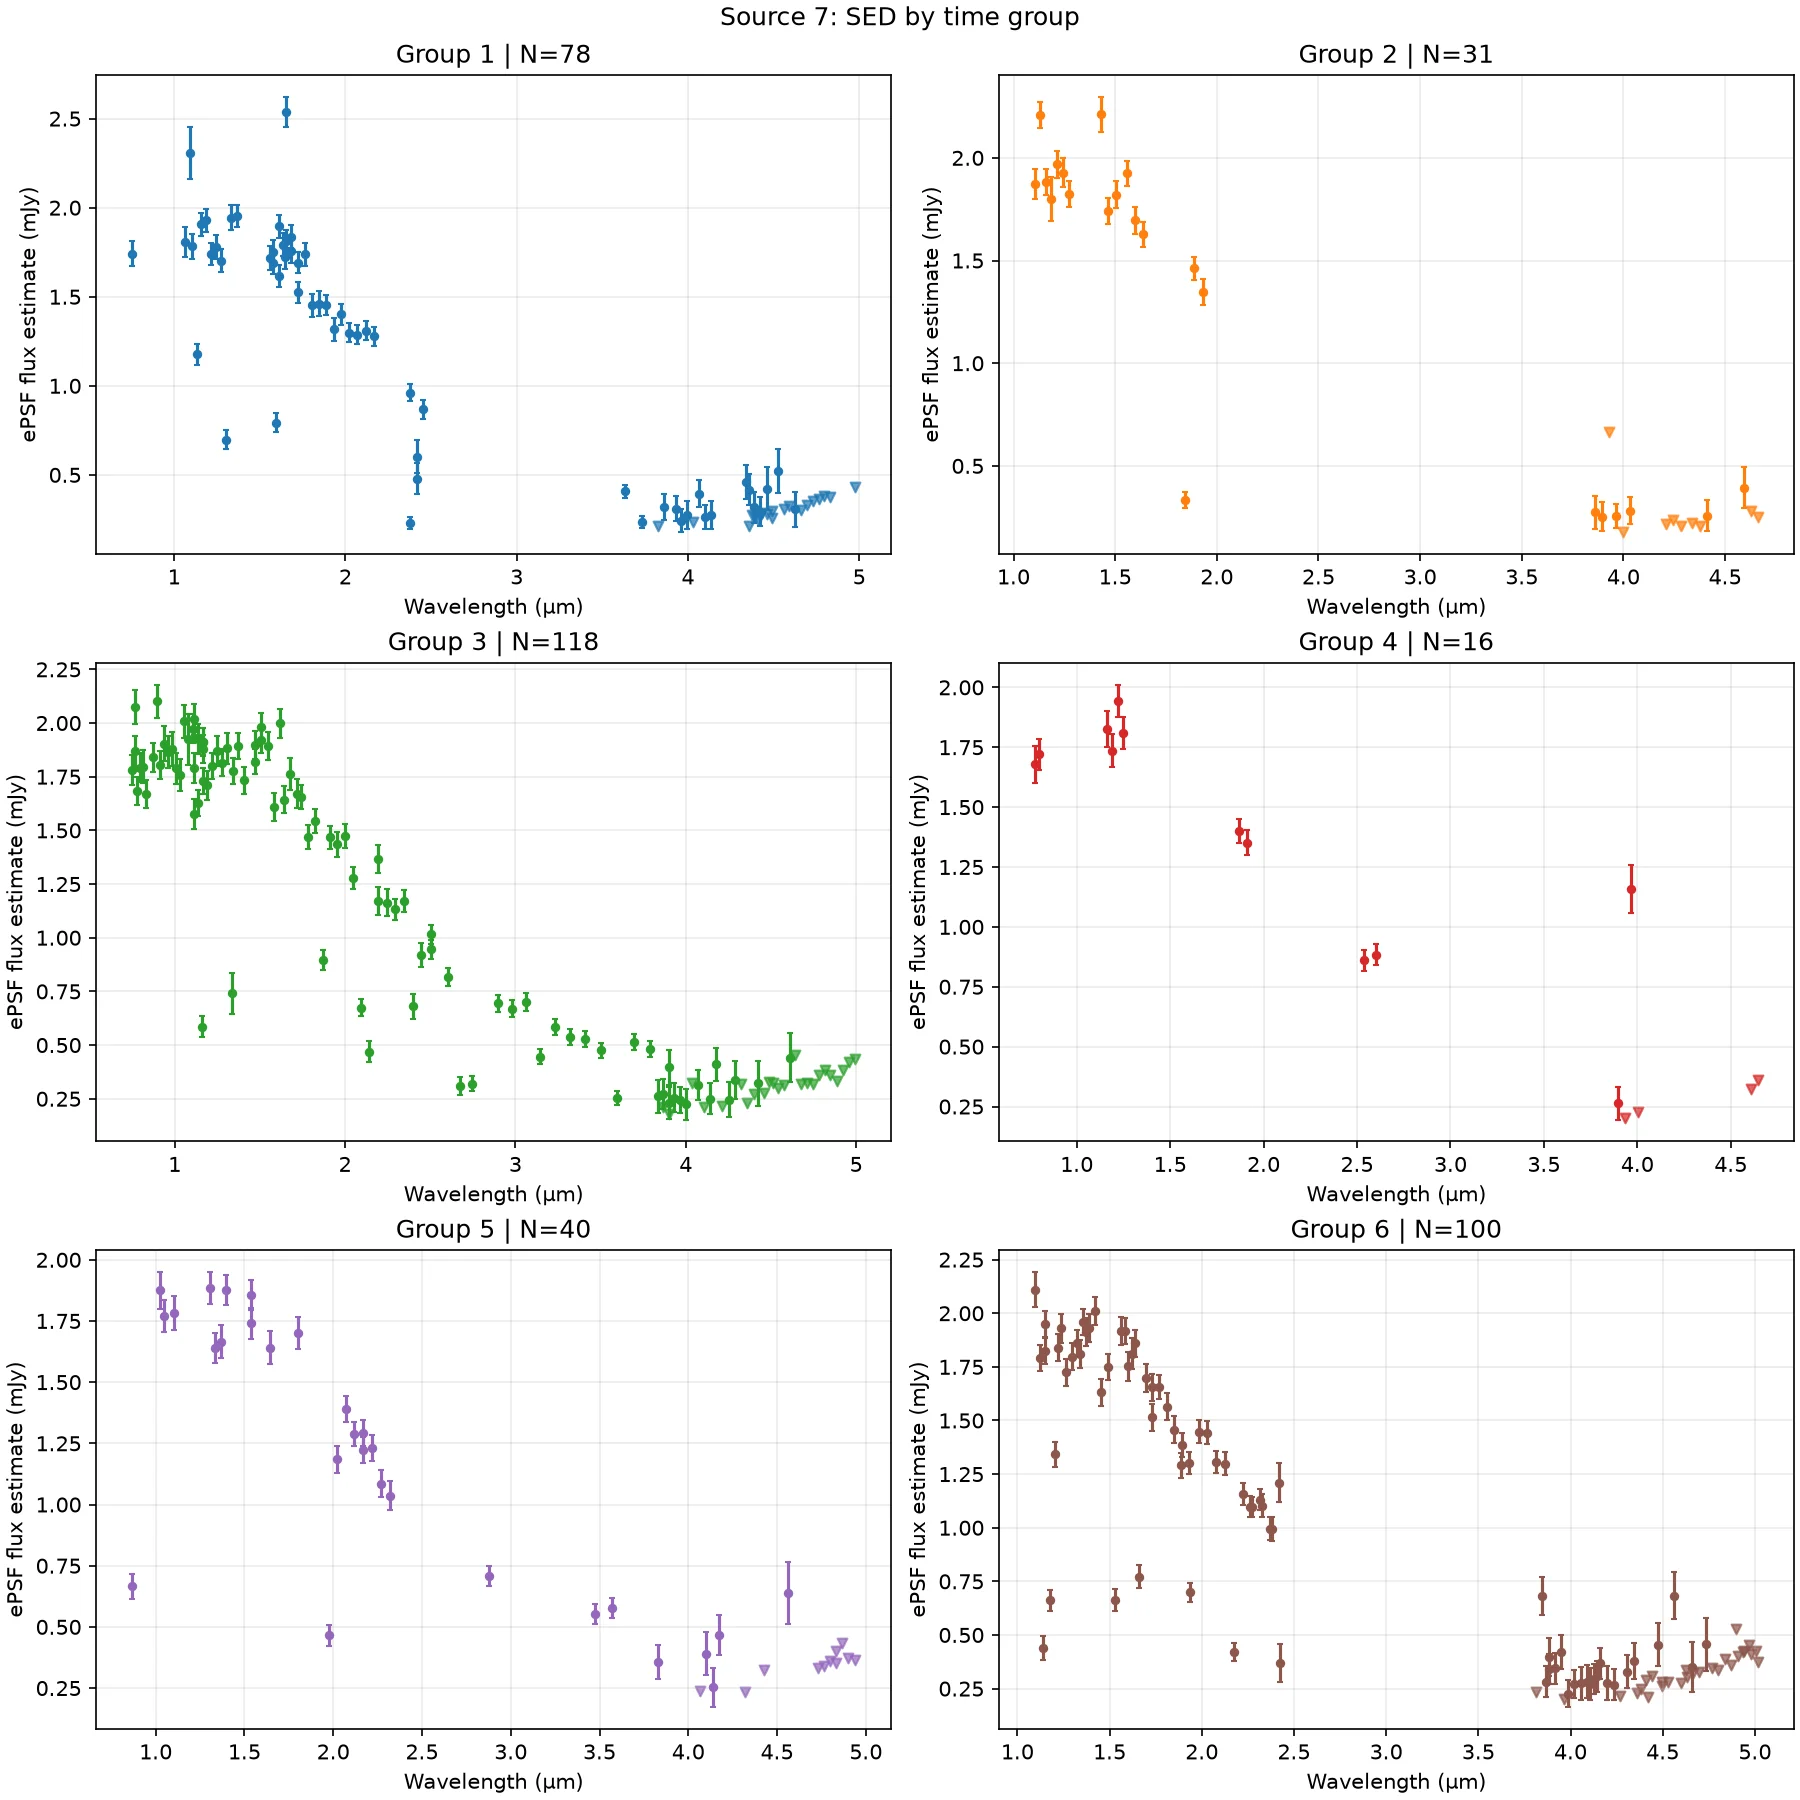 Source 7: SED by time group
Group 1 | N=78
ePSF flux estimate (mJy)
2.5
2.0
1.5
1.0
0.5
1 2 3 4 5
Wavelength (μm)
Group 2 | N=31
ePSF flux estimate (mJy)
2.0
1.5
1.0
0.5
1.0 1.5 2.0 2.5 3.0 3.5 4.0 4.5
Wavelength (μm)
Group 3 | N=118
ePSF flux estimate (mJy)
2.25
2.00
1.75
1.50
1.25
1.00
0.75
0.50
0.25
1 2 3 4 5
Wavelength (μm)
Group 4 | N=16
ePSF flux estimate (mJy)
2.00
1.75
1.50
1.25
1.00
0.75
0.50
0.25
1.0 1.5 2.0 2.5 3.0 3.5 4.0 4.5
Wavelength (μm)
Group 5 | N=40
ePSF flux estimate (mJy)
2.00
1.75
1.50
1.25
1.00
0.75
0.50
0.25
1.0 1.5 2.0 2.5 3.0 3.5 4.0 4.5 5.0
Wavelength (μm)
Group 6 | N=100
ePSF flux estimate (mJy)
2.25
2.00
1.75
1.50
1.25
1.00
0.75
0.50
0.25
1.0 1.5 2.0 2.5 3.0 3.5 4.0 4.5 5.0
Wavelength (μm)